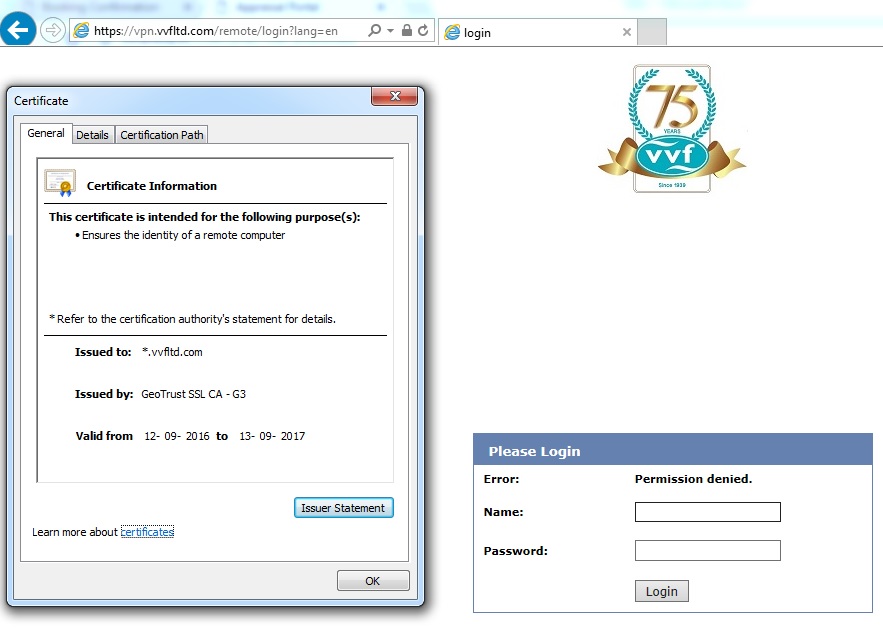 https://vpn.vvfltd.com/remote/login?lang=en
login
Certificate
General
Details
Certification Path
Certificate Information
This certificate is intended for the following purpose(s):
• Ensures the identity of a remote computer
* Refer to the certification authority's statement for details.
Issued to: *.vvfltd.com
Issued by: GeoTrust SSL CA - G3
Valid from 12- 09- 2016 to 13- 09- 2017
Issuer Statement
Learn more about certificates
OK
75
YEARS
vvf
Since 1939
Please Login
Error: Permission denied.
Name:
Password:
Login